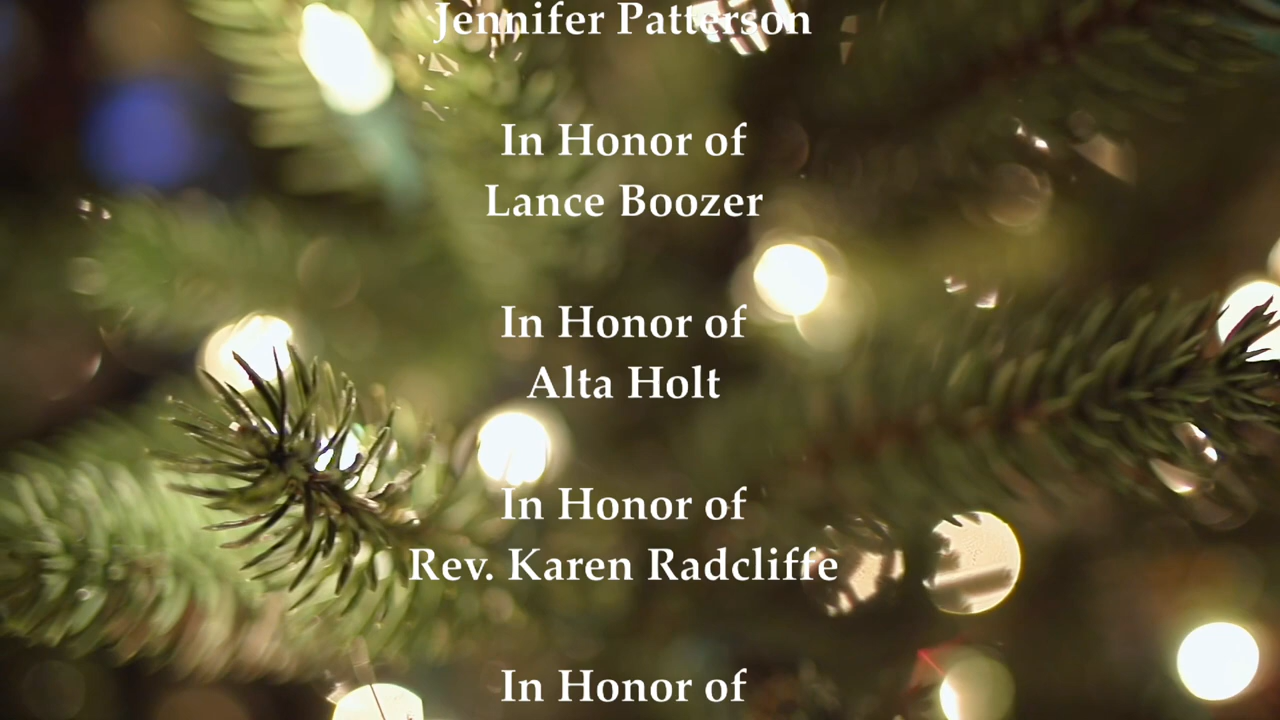 Jennifer Patterson
In Honor of
Lance Boozer
In Honor of
Alta Holt
In Honor of
Rev. Karen Radcliffe
In Honor of